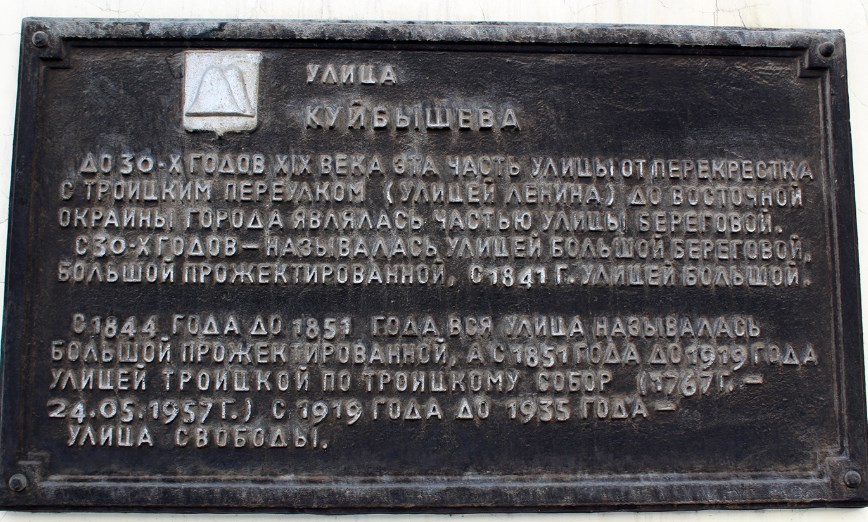 УЛИЦА
КУЙБЫШЕВА
ДО 30-Х ГОДОВ XIX ВЕКА ЭТА ЧАСТЬ УЛИЦЫ ОТ ПЕРЕКРЕСТКА
С ТРОИЦКИМ ПЕРЕУЛКОМ (УЛИЦЕЙ ЛЕНИНА) ДО ВОСТОЧНОЙ
ОКРАИНЫ ГОРОДА ЯВЛЯЛАСЬ ЧАСТЬЮ УЛИЦЫ БЕРЕГОВОЙ.
С 30-Х ГОДОВ — НАЗЫВАЛАСЬ УЛИЦЕЙ БОЛЬШОЙ БЕРЕГОВОЙ,
БОЛЬШОЙ ПРОЖЕКТИРОВАННОЙ, С 1841 Г. УЛИЦЕЙ БОЛЬШОЙ.
С 1844 ГОДА ДО 1851 ГОДА ВСЯ УЛИЦА НАЗЫВАЛАСЬ
БОЛЬШОЙ ПРОЖЕКТИРОВАННОЙ, А С 1851 ГОДА ДО 1919 ГОДА
УЛИЦЕЙ ТРОИЦКОЙ ПО ТРОИЦКОМУ СОБОР (1767 Г. —
24.05.1957 Г.) С 1919 ГОДА ДО 1935 ГОДА —
УЛИЦА СВОБОДЫ.